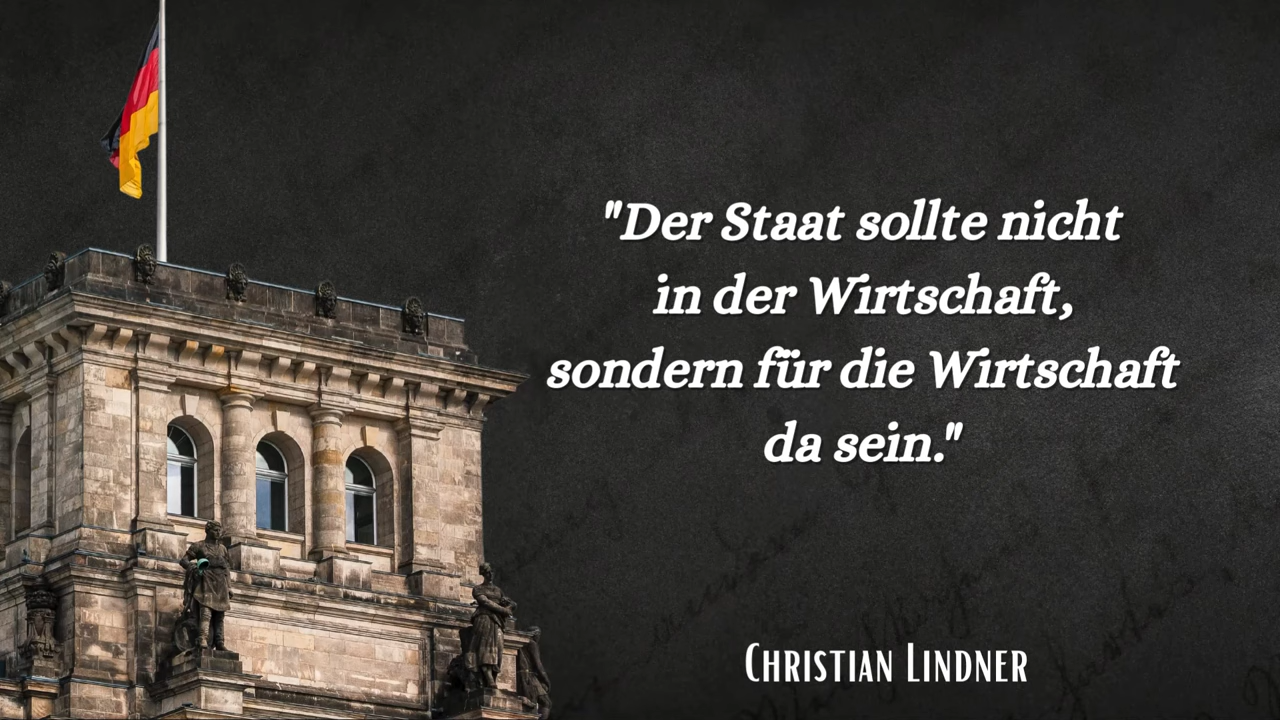 "Der Staat sollte nicht
in der Wirtschaft,
sondern für die Wirtschaft
da sein."
Christian Lindner